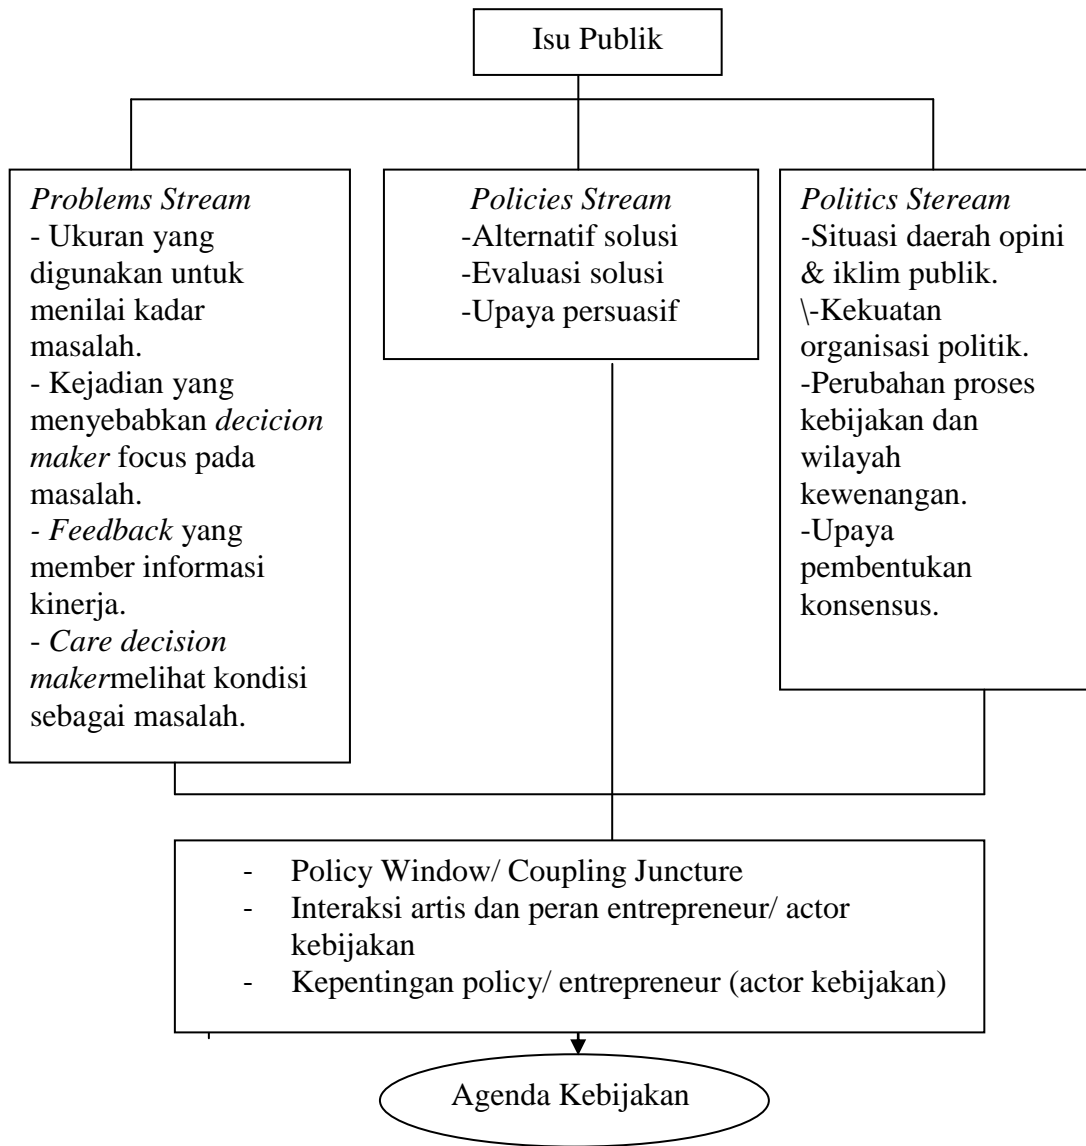 Isu Publik
Problems Stream
- Ukuran yang
digunakan untuk
menilai kadar
masalah.
- Kejadian yang
menyebabkan decicion
maker focus pada
masalah.
- Feedback yang
member informasi
kinerja.
- Care decision
makermelihat kondisi
sebagai masalah.
Policies Stream
-Alternatif solusi
-Evaluasi solusi
-Upaya persuasif
Politics Steream
-Situasi daerah opini
& iklim publik.
\-Kekuatan
organisasi politik.
-Perubahan proses
kebijakan dan
wilayah
kewenangan.
-Upaya
pembentukan
konsensus.
- Policy Window/ Coupling Juncture
- Interaksi artis dan peran entrepreneur/ actor
kebijakan
- Kepentingan policy/ entrepreneur (actor kebijakan)
Agenda Kebijakan